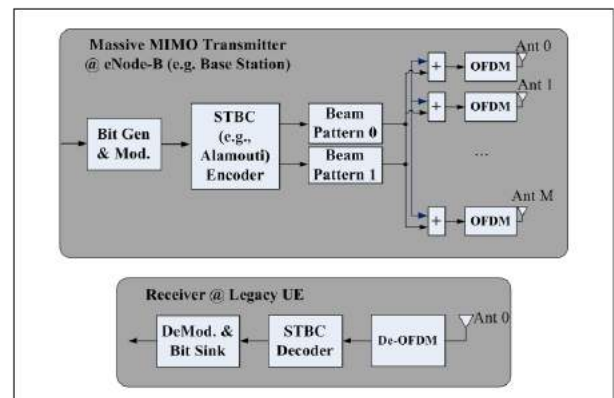 Massive MIMO Transmitter
@ eNode-B (e.g. Base Station)
Bit Gen
& Mod.
STBC
(e.g.,
Alamouti)
Encoder
Beam
Pattern 0
Beam
Pattern 1
+
OFDM
Ant 0
+
OFDM
Ant 1
...
+
OFDM
Ant M
Receiver @ Legacy UE
DeMod. &
Bit Sink
STBC
Decoder
De-OFDM
Ant 0